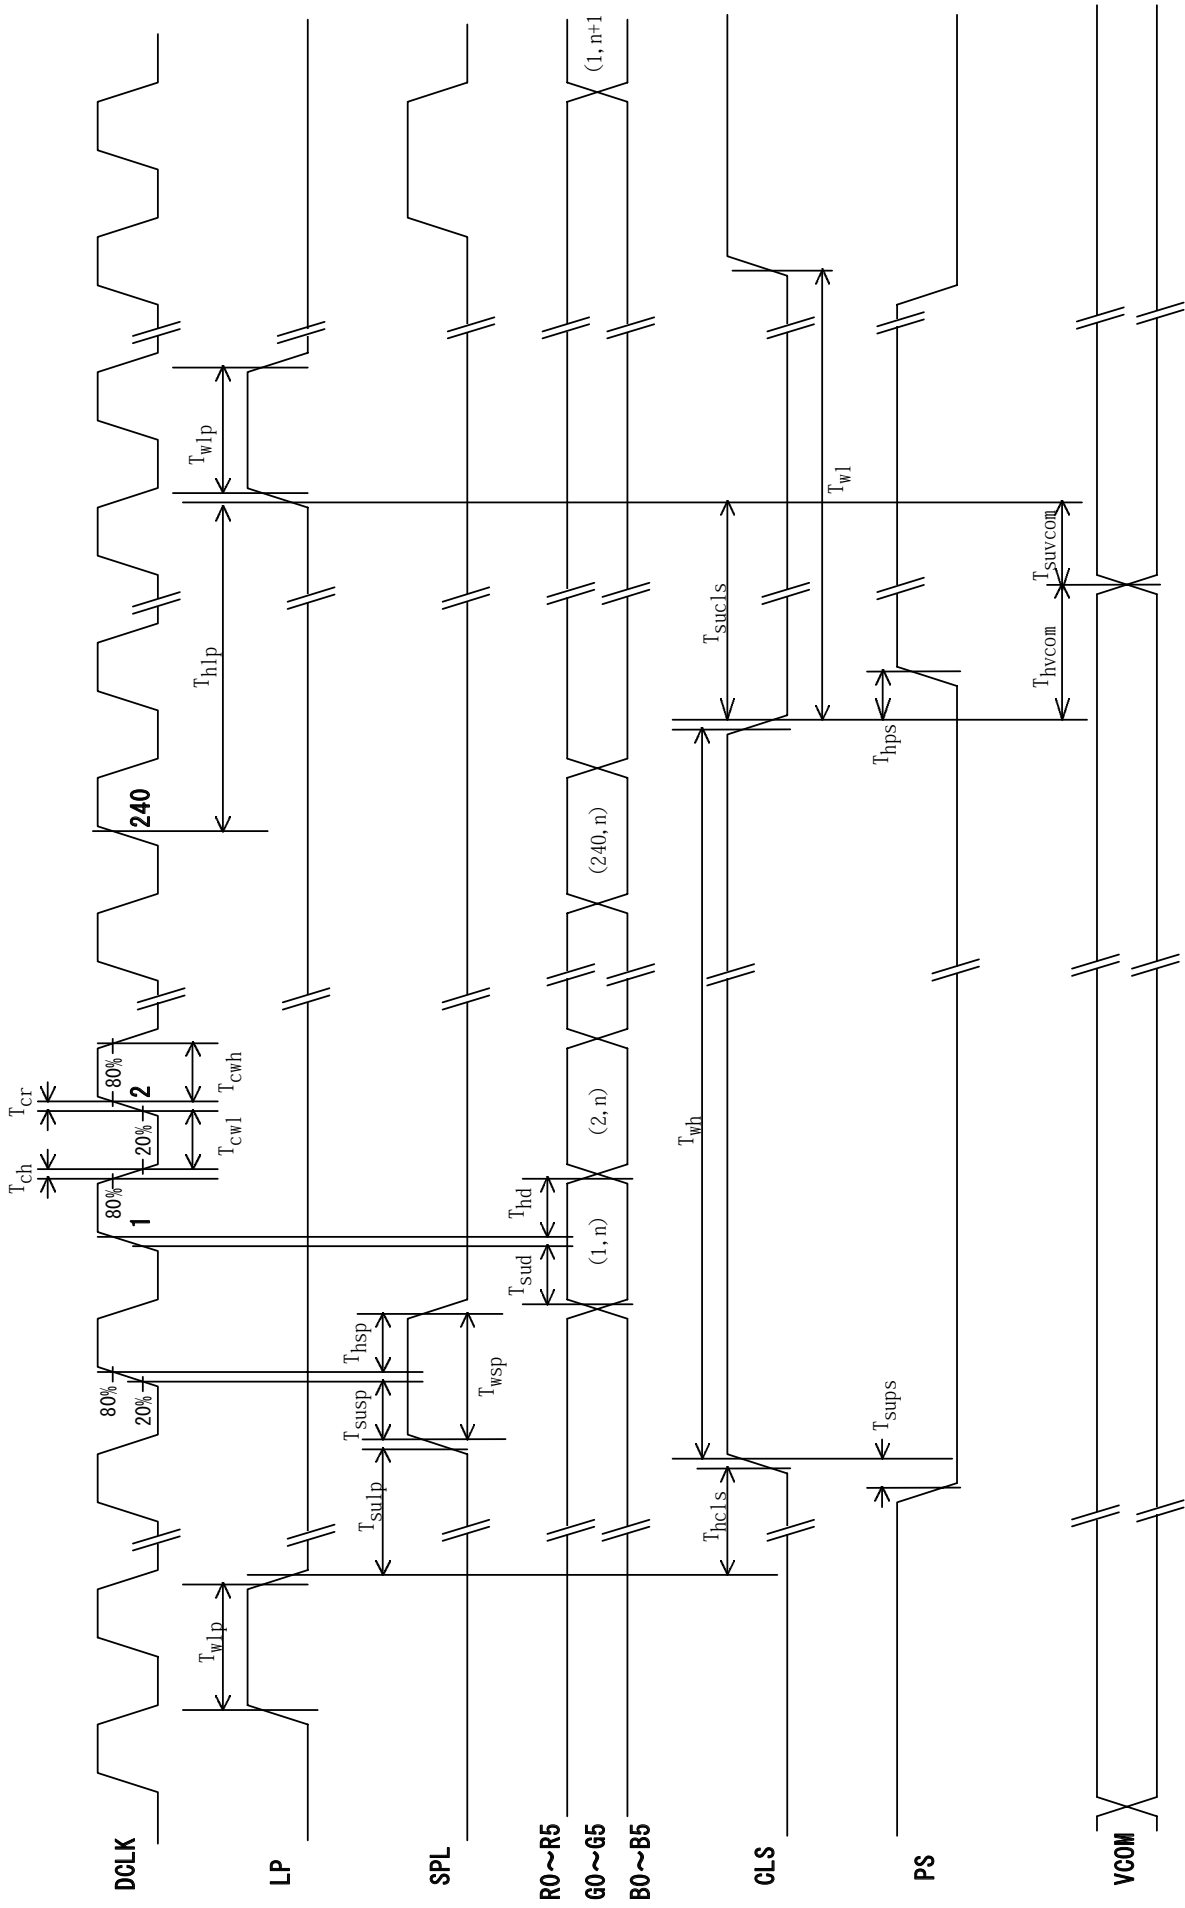 DCLK
80%
20%
1
80%
Tch
20%
Tcwl
2
Tcr
80%
Tcwh
240
LP
Twlp
Thlp
Twlp
SPL
Tsulp
Tsusp
Thsp
Twsp
R0~R5
G0~G5
B0~B5
Tsud
Thd
(1,n)
(2,n)
(240,n)
(1,n+1
CLS
Thcls
Twh
Tsucls
Twl
PS
Tsups
Thps
VCOM
Thvcom
Tsuvcom